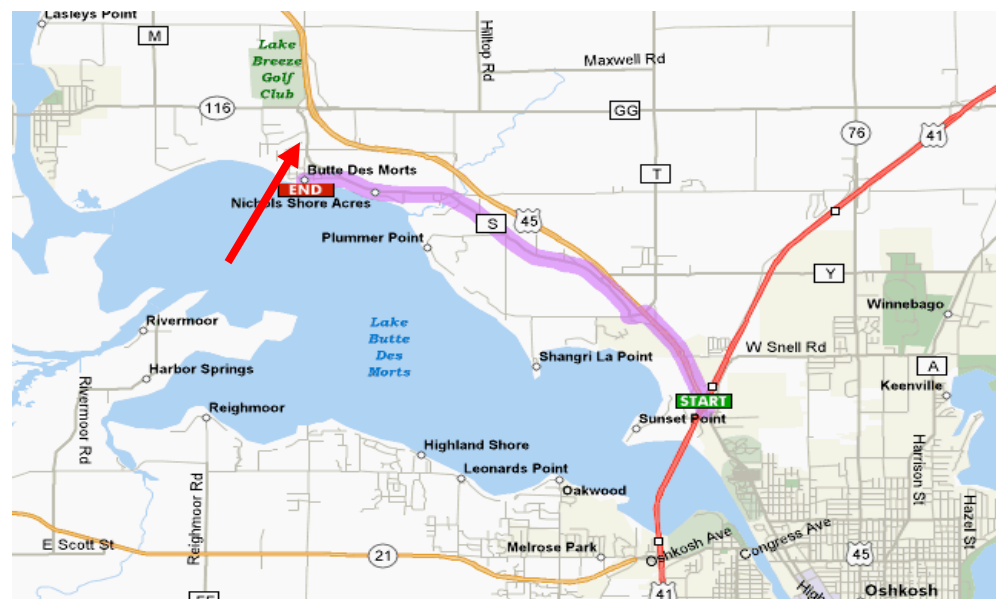 Lasleys Point
M
Lake
Breeze
Golf
Club
Hilltop Rd
Maxwell Rd
116
GG
76
41
Butte Des Morts
END
Nichols Shore Acres
T
S
45
Plummer Point
Y
Winnebago
Rivermoor
Lake
Butte
Des
Morts
W Snell Rd
Shangri La Point
A
Harbor Springs
Keenville
START
Rivermoor Rd
Reighmoor
Sunset Point
Highland Shore
Harrison St
Leonards Point
Oakwood
Reighmoor Rd
Hazel St
E Scott St
21
Melrose Park
Oshkosh Ave
Congress Ave
45
41
Oshkosh